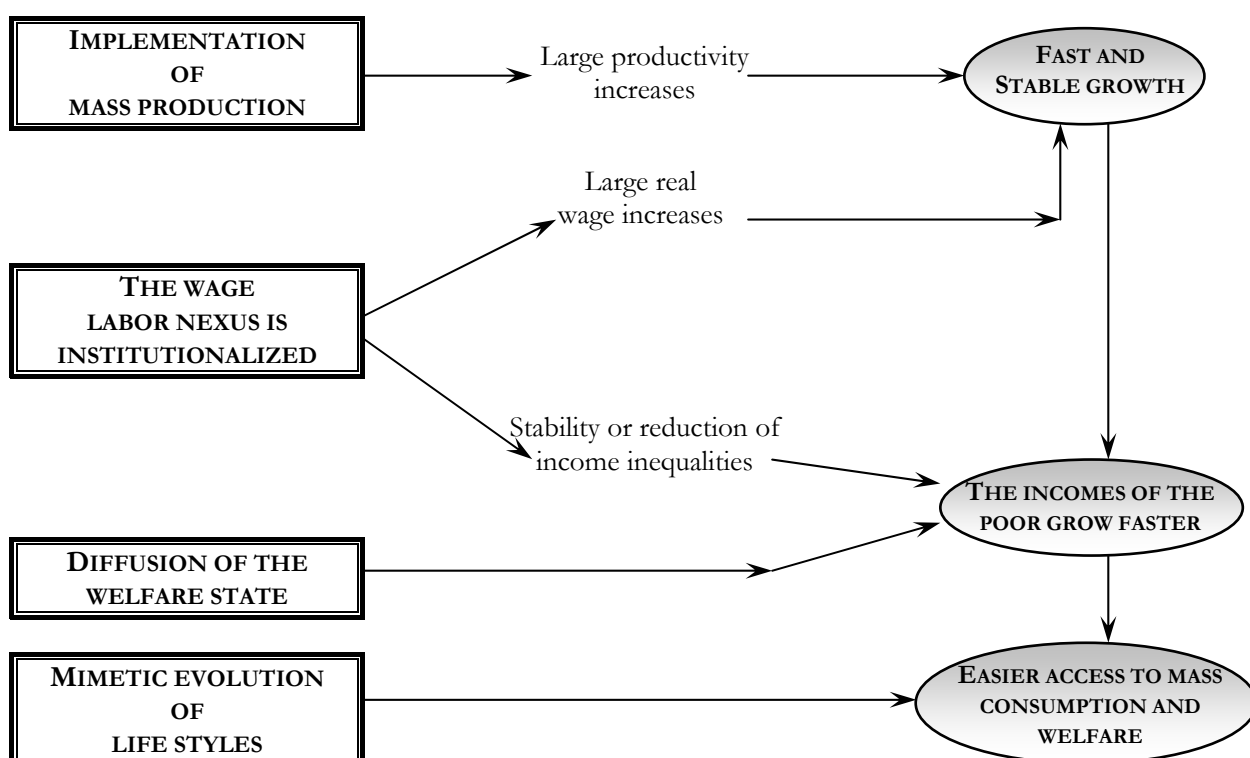 IMPLEMENTATION
OF
MASS PRODUCTION
Large productivity
increases
FAST AND
STABLE GROWTH
Large real
wage increases
THE WAGE
LABOR NEXUS IS
INSTITUTIONALIZED
Stability or reduction of
income inequalities
THE INCOMES OF THE
POOR GROW FASTER
DIFFUSION OF THE
WELFARE STATE
MIMETIC EVOLUTION
OF
LIFE STYLES
EASIER ACCESS TO MASS
CONSUMPTION AND
WELFARE